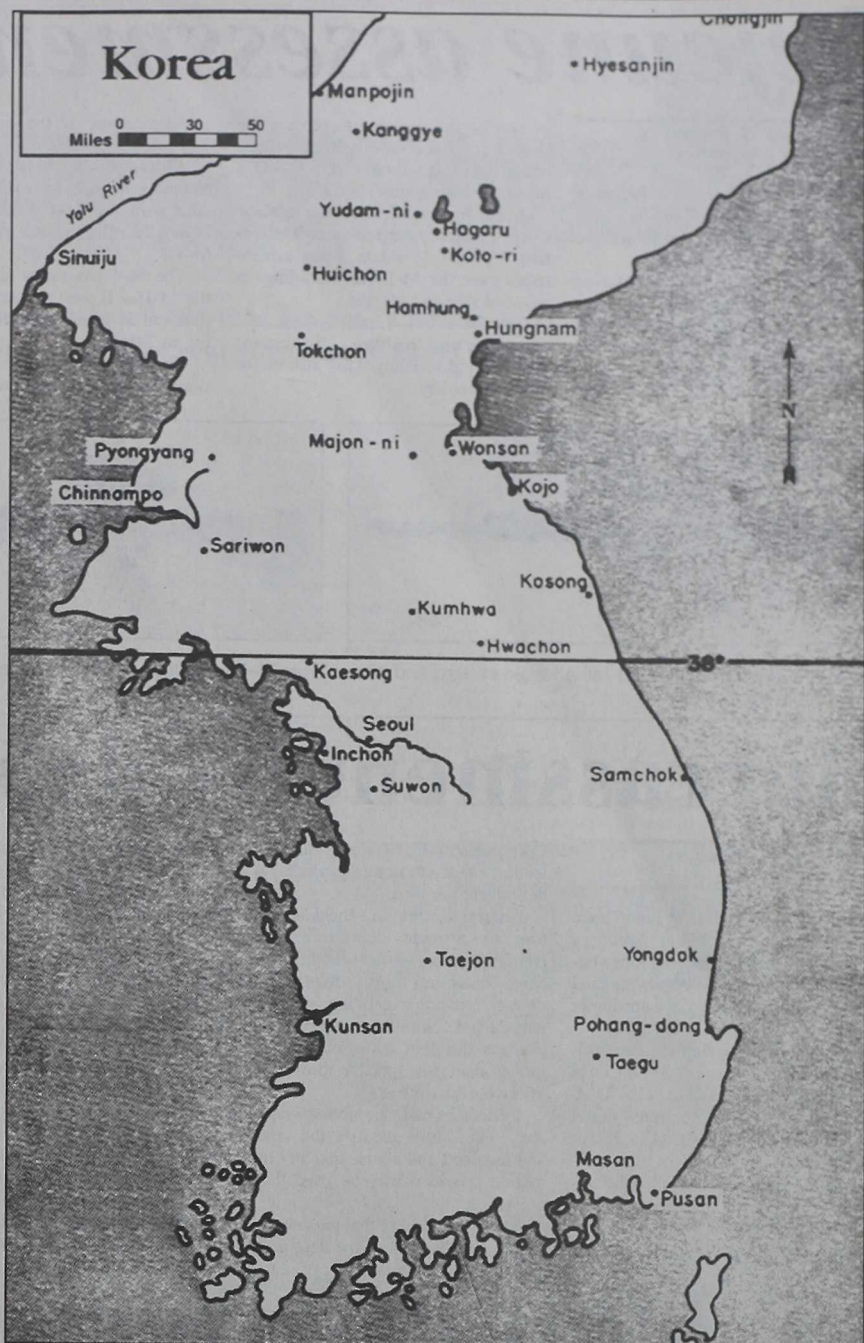 Chongjin
Korea
Hyesanjin
Manpojin
0 30 50
Miles
Kanggye
Yalu River
Yudam-ni
Hagaru
Koto-ri
Sinuiju
Huichon
Hamhung
Hungnam
Tokchon
N
Majon-ni
Wonsan
Pyongyang
Kojo
Chinnampo
Sariwon
Kosong
Kumhwa
Hwachon
38°
Kaesong
Seoul
Inchon
Samchok
Suwon
Taejon
Yongdok
Kunsan
Pohang-dong
Taegu
Masan
Pusan